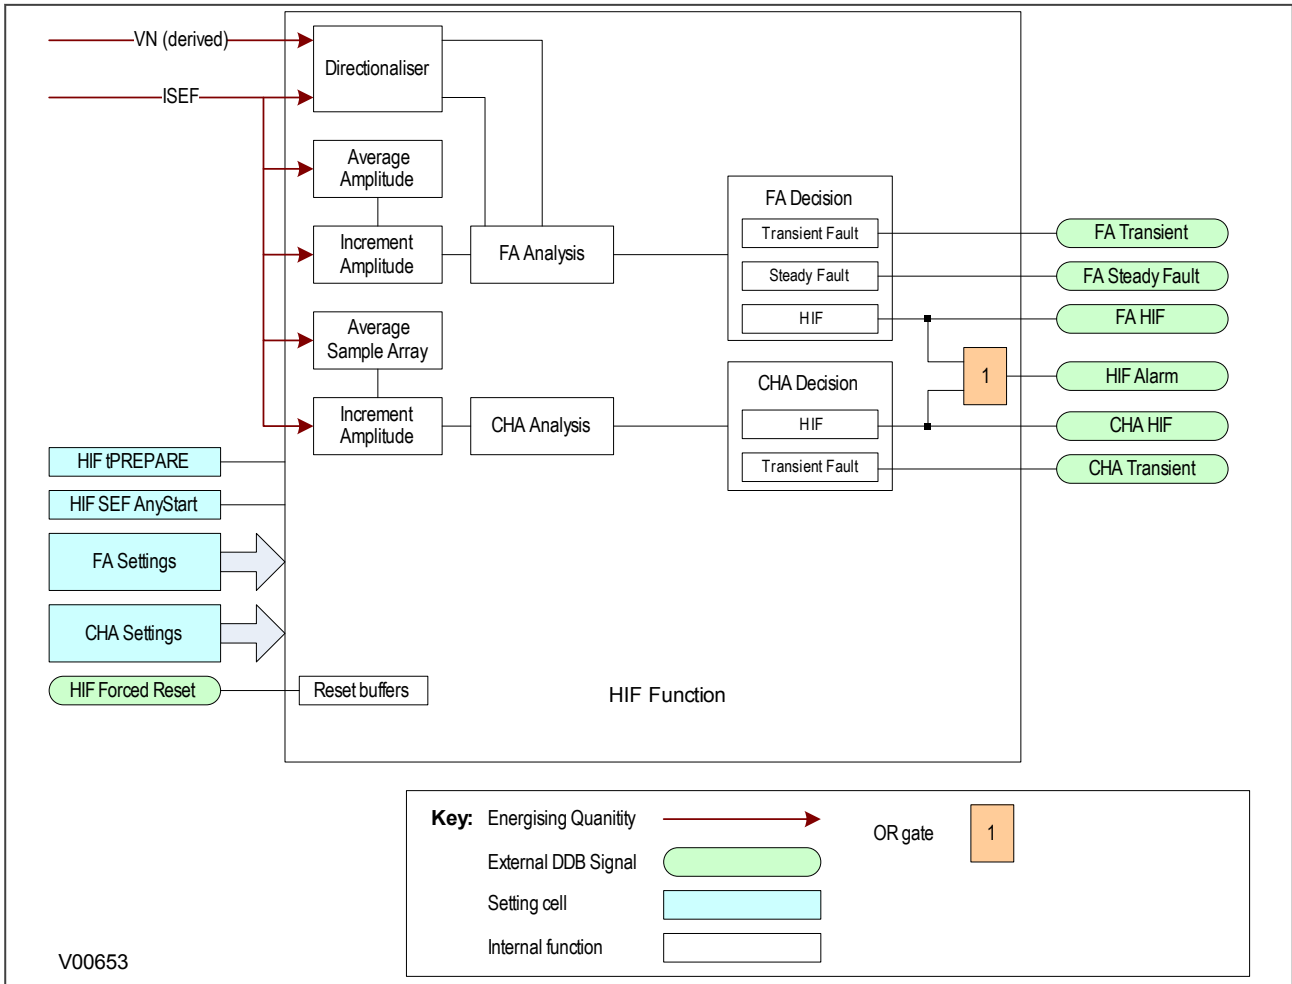 VN (derived)
ISEF
Directionaliser
Average
Amplitude
Increment
Amplitude
FA Analysis
Average
Sample Array
Increment
Amplitude
CHA Analysis
FA Decision
Transient Fault
Steady Fault
HIF
CHA Decision
HIF
Transient Fault
1
FA Transient
FA Steady Fault
FA HIF
HIF Alarm
CHA HIF
CHA Transient
HIF tPREPARE
HIF SEF AnyStart
FA Settings
CHA Settings
HIF Forced Reset
Reset buffers
HIF Function
Key: Energising Quanitity
External DDB Signal
Setting cell
Internal function
OR gate
1
V00653